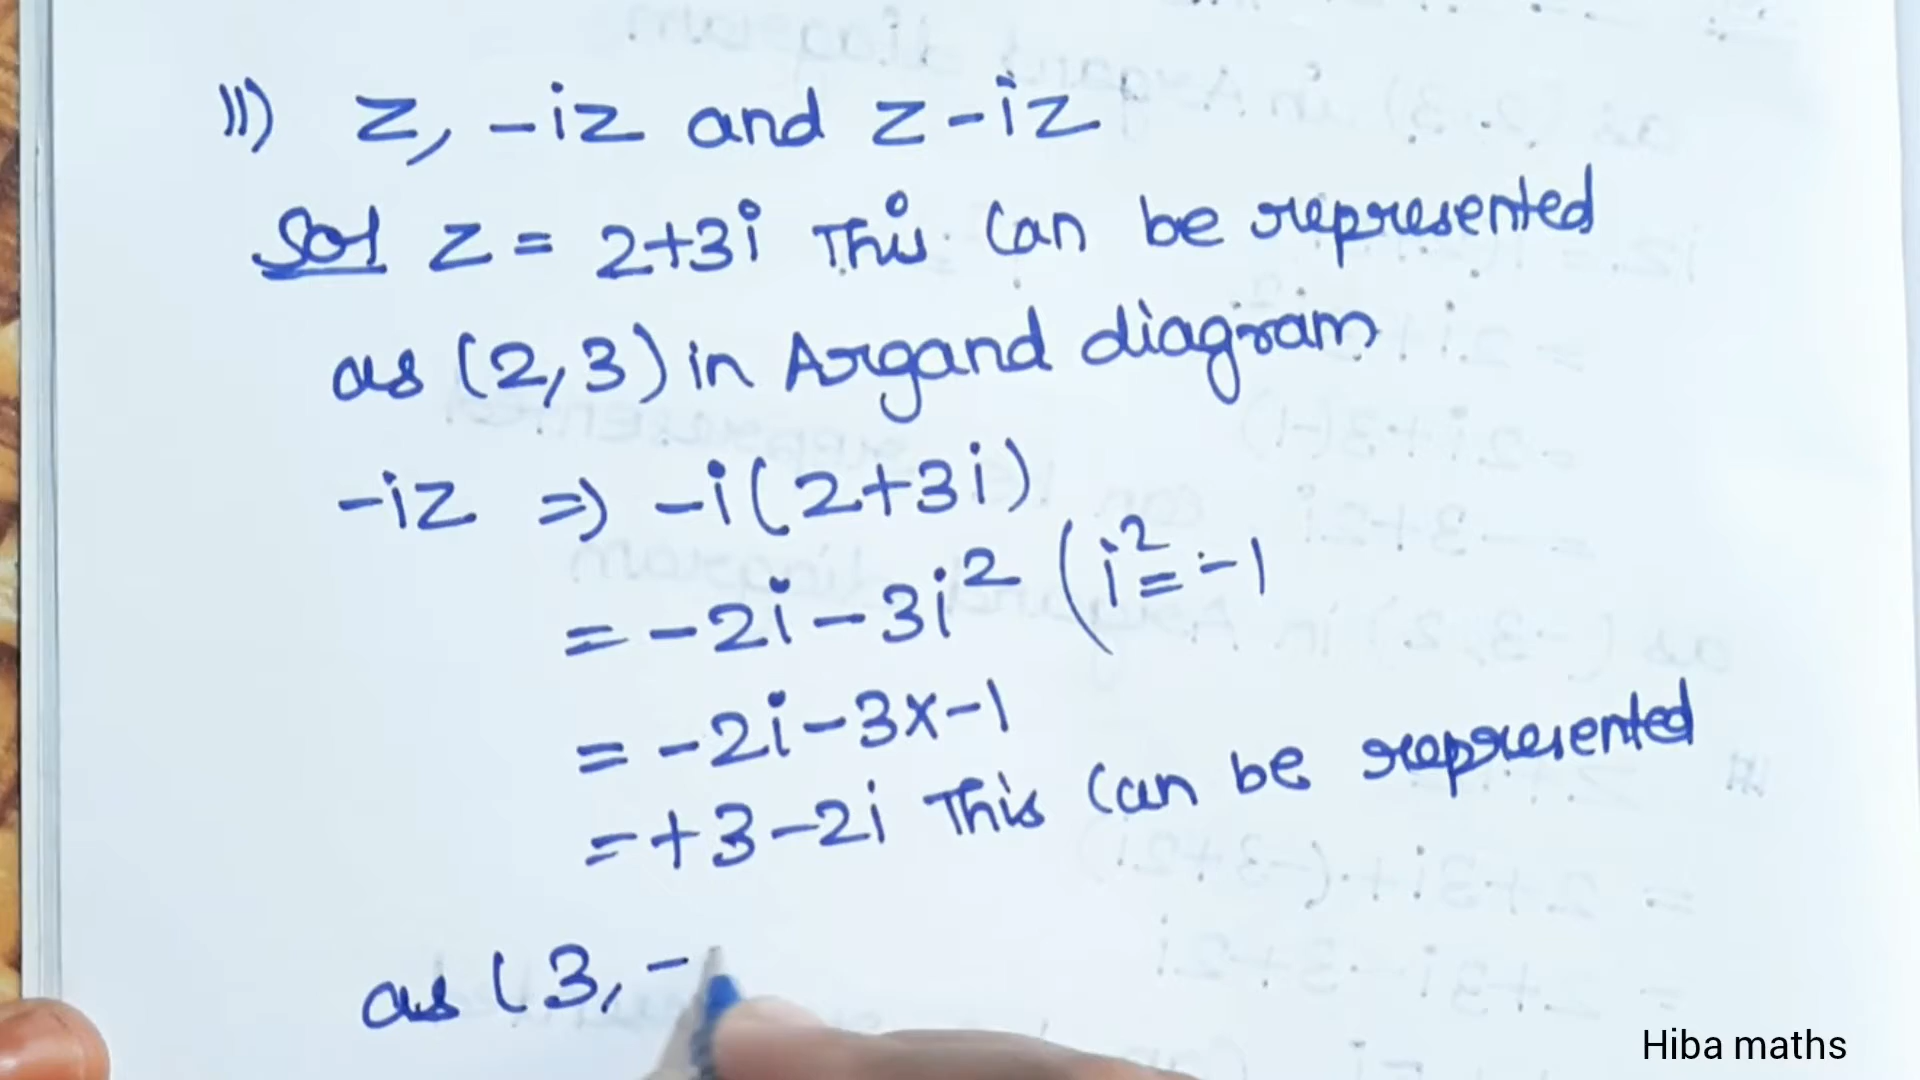 II) z, -iz and z-iz
Sol z = 2+3i This can be represented
as (2,3) in Argand diagram
-iz => -i(2+3i)
= -2i-3i² (i²=-1
= -2i-3x-1
= +3-2i This can be represented
as (3,-
Hiba maths